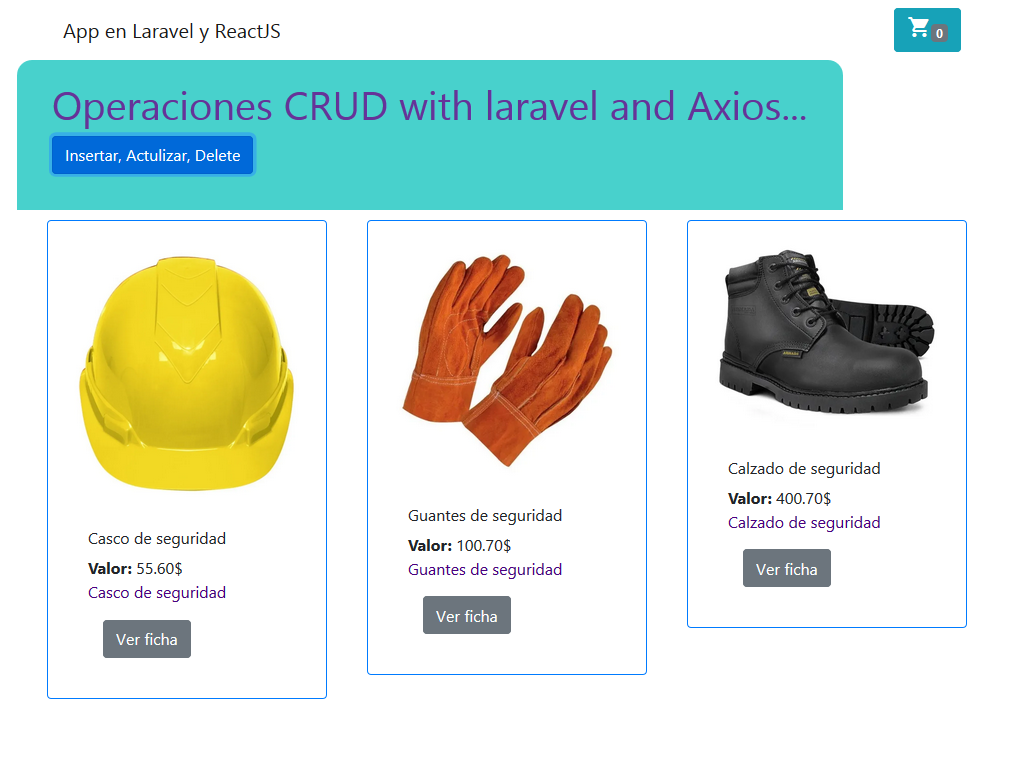 App en Laravel y ReactJS
0
Operaciones CRUD with laravel and Axios...
Insertar, Actulizar, Delete
Casco de seguridad
Valor: 55.60$
Casco de seguridad
Ver ficha
Guantes de seguridad
Valor: 100.70$
Guantes de seguridad
Ver ficha
Calzado de seguridad
Valor: 400.70$
Calzado de seguridad
Ver ficha